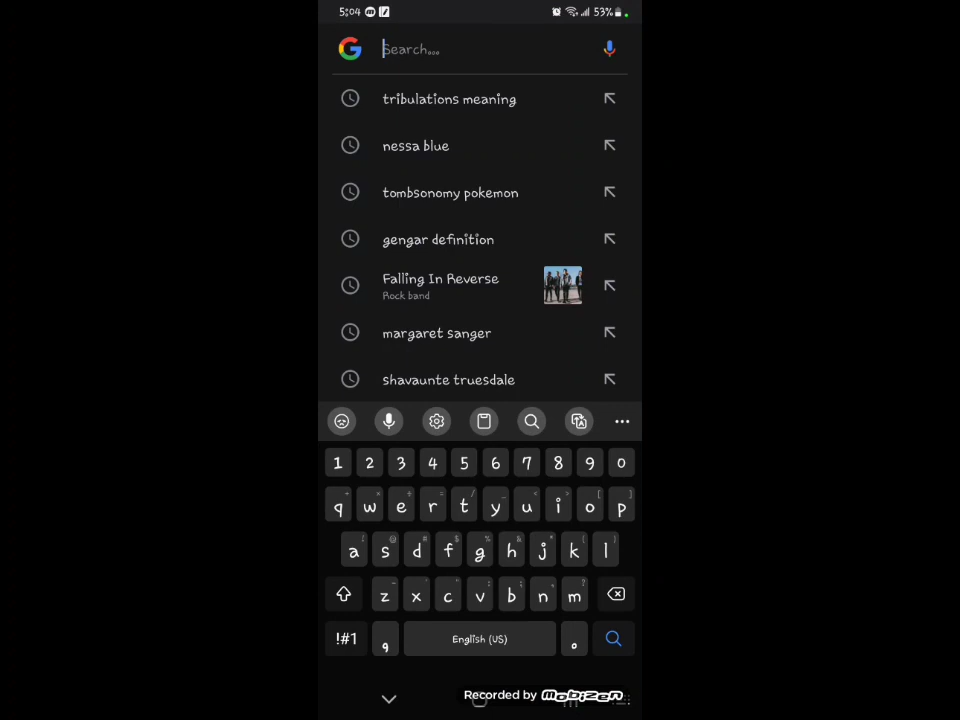 5:04 53%
Search...
tribulations meaning
nessa blue
tombsonomy pokemon
gengar definition
Falling In Reverse
Rock band
margaret sanger
shavaunte truesdale
1 2 3 4 5 6 7 8 9 0
q w e r t y u i o p
a s d f g h j k l
z x c v b n m
!#1 , English (US) .
Recorded by mobizen